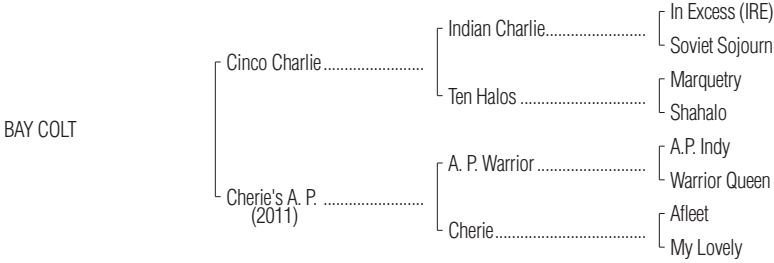 In Excess (IRE)
Indian Charlie.......................
Soviet Sojourn
Cinco Charlie.......................
Marquetry
Ten Halos............................
Shahalo
BAY COLT
A.P. Indy
A. P. Warrior.........................
Warrior Queen
Cherie's A. P. .......................
(2011)
Afleet
Cherie..................................
My Lovely